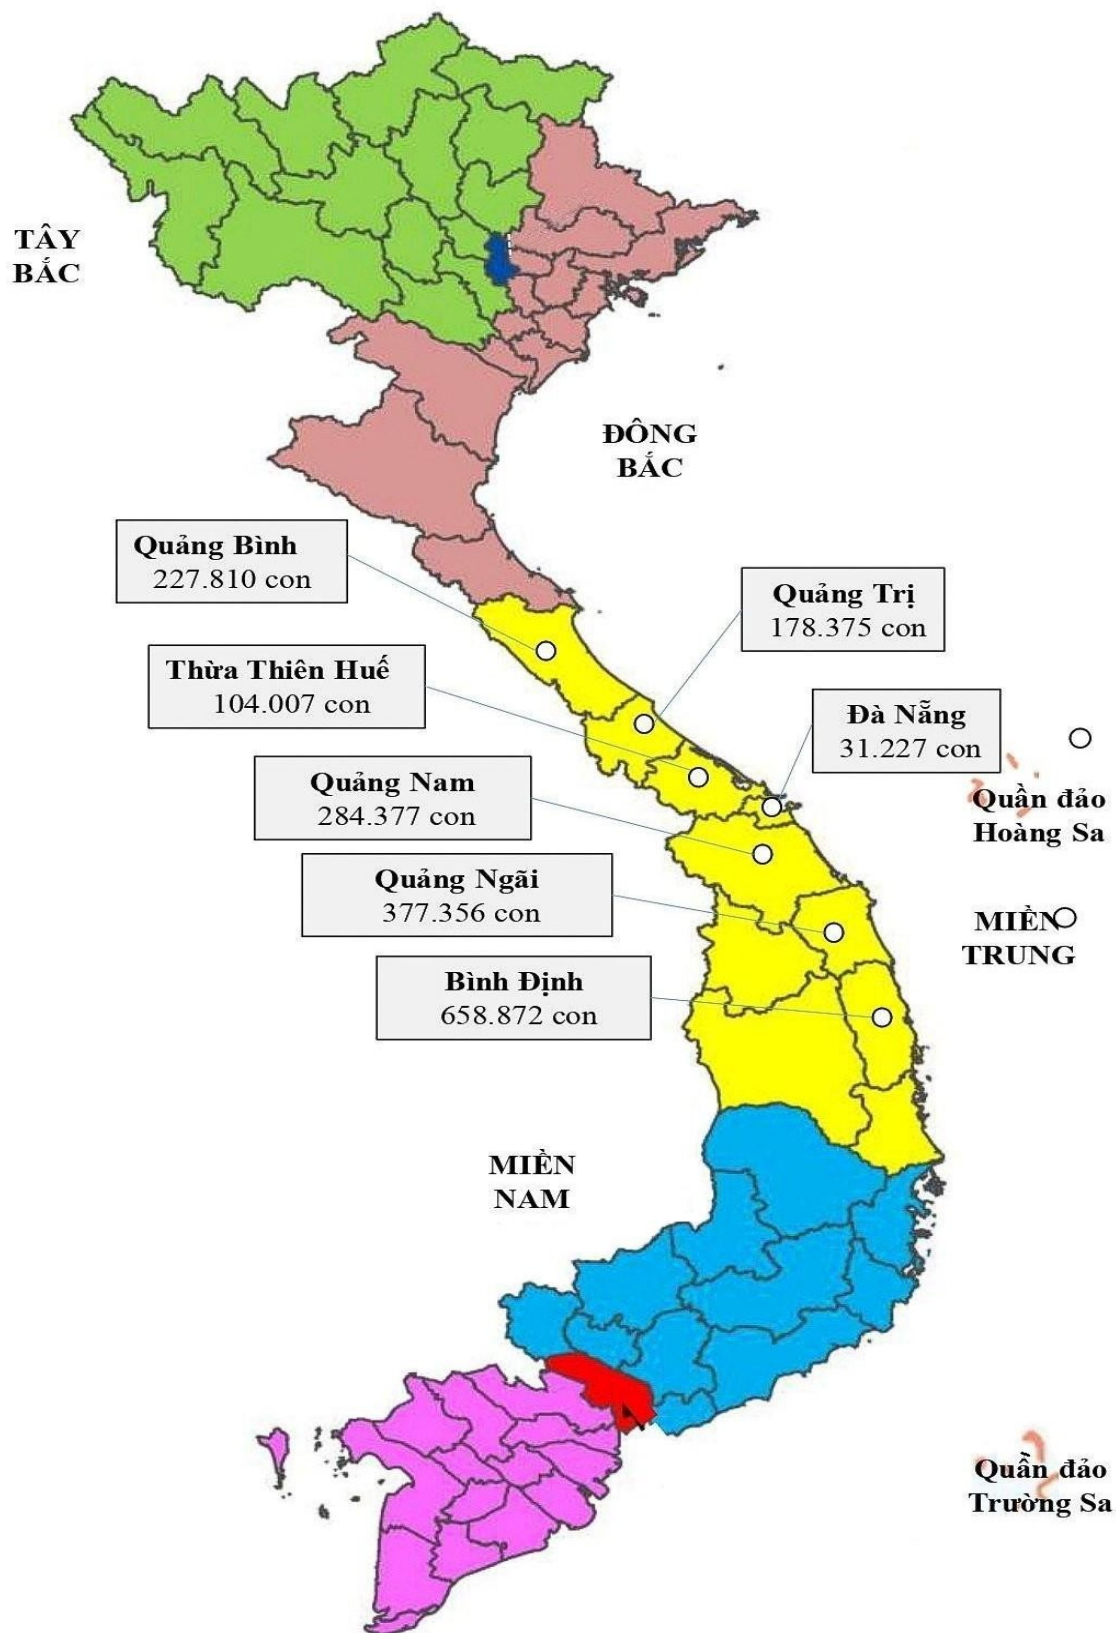 TÂY
BẮC
ĐÔNG
BẮC
Quảng Bình
227.810 con
Quảng Trị
178.375 con
Thừa Thiên Huế
104.007 con
Đà Nẵng
31.227 con
Quảng Nam
284.377 con
Quần đảo
Hoàng Sa
Quảng Ngãi
377.356 con
MIỀN
TRUNG
Bình Định
658.872 con
MIỀN
NAM
Quần đảo
Trường Sa